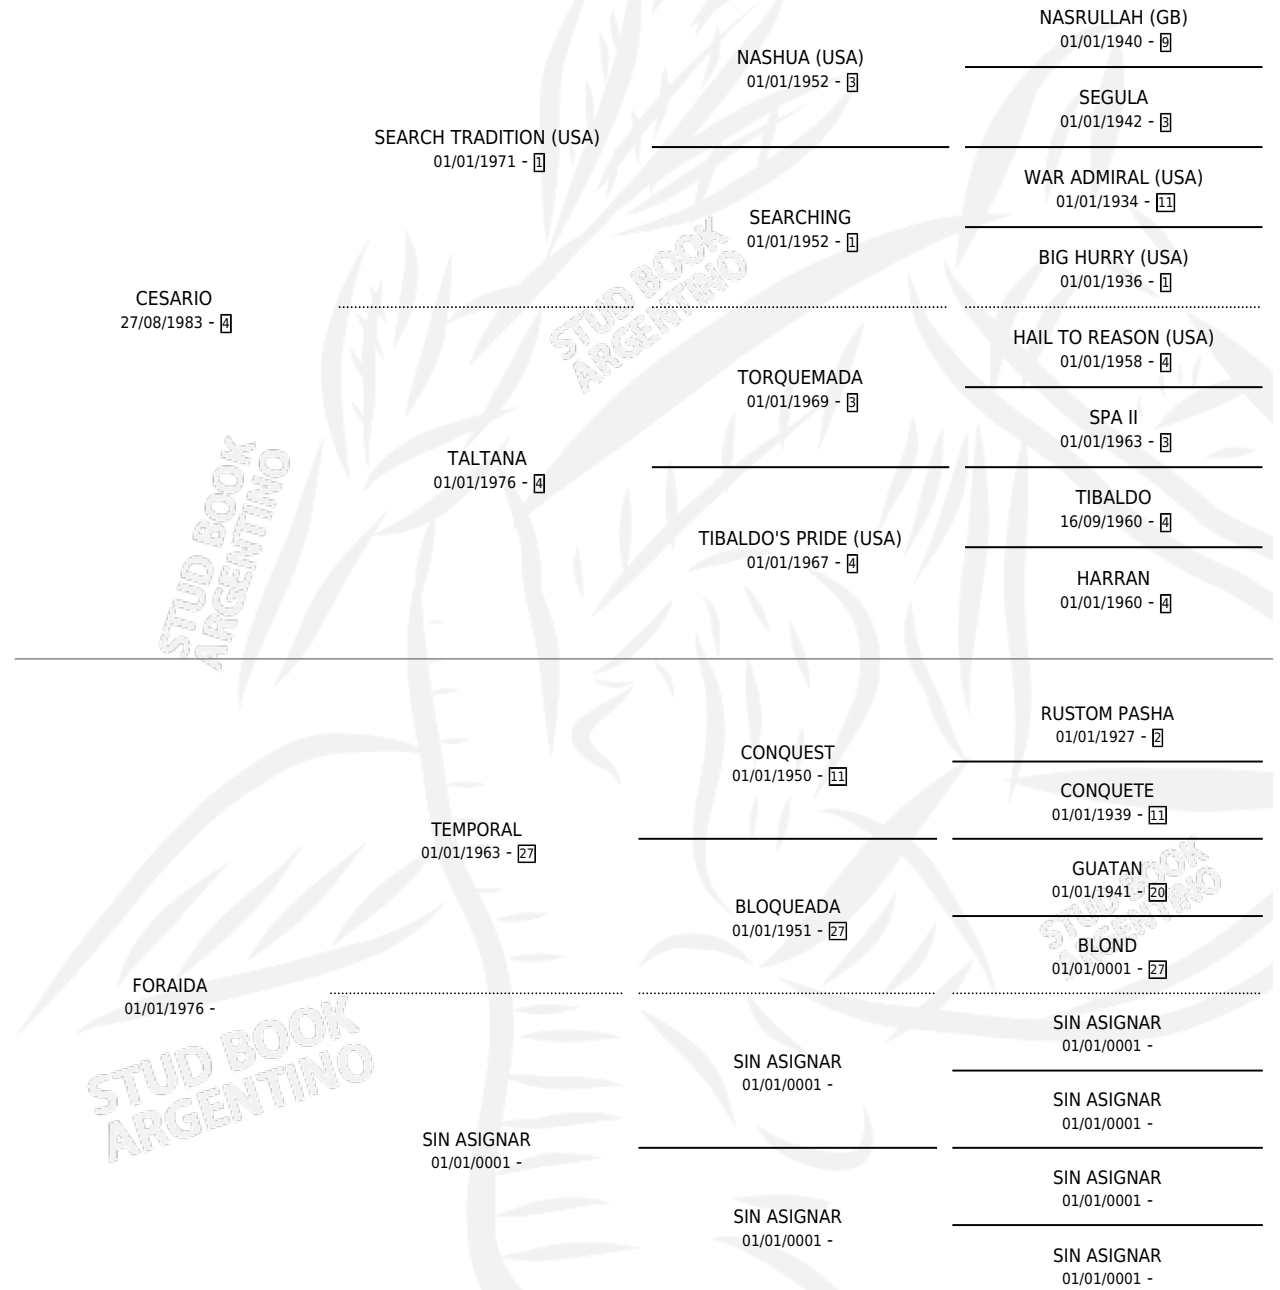 NASRULLAH (GB)
01/01/1940 - 9
NASHUA (USA)
01/01/1952 - 3
SEGULA
01/01/1942 - 3
SEARCH TRADITION (USA)
01/01/1971 - 1
WAR ADMIRAL (USA)
01/01/1934 - 11
SEARCHING
01/01/1952 - 1
BIG HURRY (USA)
01/01/1936 - 1
CESARIO
27/08/1983 - 4
HAIL TO REASON (USA)
01/01/1958 - 4
TORQUEMADA
01/01/1969 - 3
SPA II
01/01/1963 - 3
TALTANA
01/01/1976 - 4
TIBALDO
16/09/1960 - 4
TIBALDO'S PRIDE (USA)
01/01/1967 - 4
HARRAN
01/01/1960 - 4
RUSTOM PASHA
01/01/1927 - 2
CONQUEST
01/01/1950 - 11
CONQUETE
01/01/1939 - 11
TEMPORAL
01/01/1963 - 27
GUATAN
01/01/1941 - 20
BLOQUEADA
01/01/1951 - 27
BLOND
01/01/0001 - 27
FORAIDA
01/01/1976 -
SIN ASIGNAR
01/01/0001 -
SIN ASIGNAR
01/01/0001 -
SIN ASIGNAR
01/01/0001 -
SIN ASIGNAR
01/01/0001 -
SIN ASIGNAR
01/01/0001 -
SIN ASIGNAR
01/01/0001 -
SIN ASIGNAR
01/01/0001 -
STUD BOOK
ARGENTINO
STUD BOOK
ARGENTINO
STUD BOOK
ARGENTINO
STUD BOOK
ARGENTINO